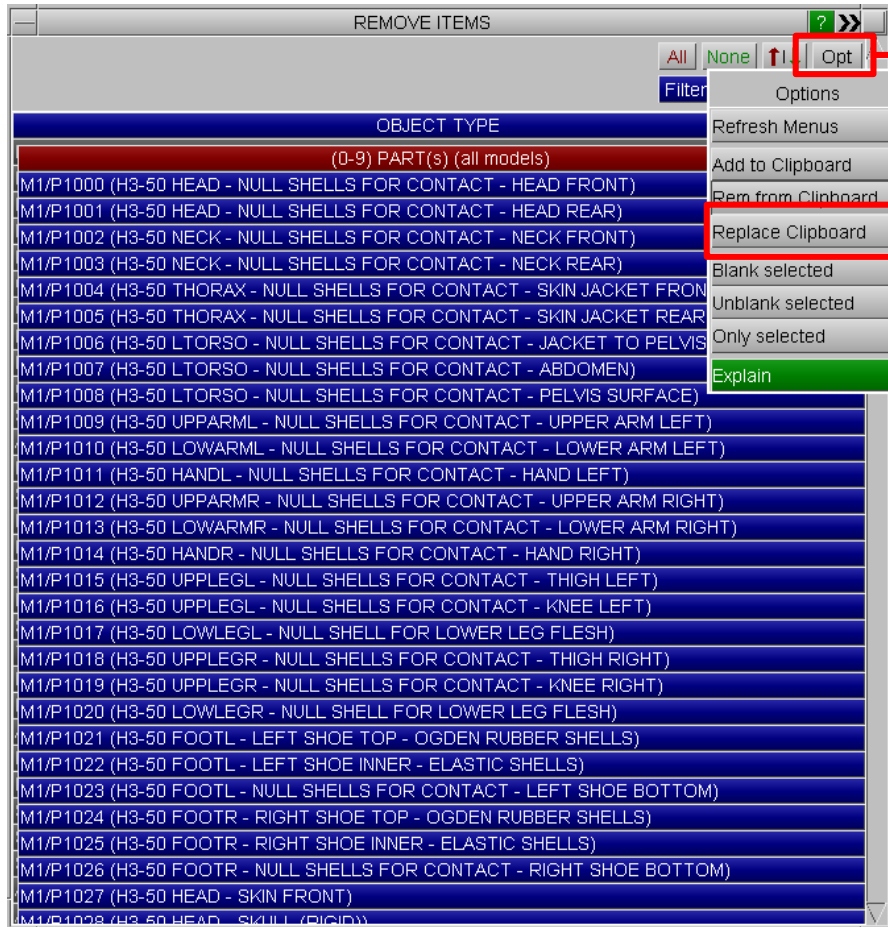 REMOVE ITEMS ?
All None Opt
Filter
Options
Refresh Menus
Add to Clipboard
Rem from Clipboard
Replace Clipboard
Blank selected
Unblank selected
Only selected
Explain
OBJECT TYPE
(0-9) PART(s) (all models)
M1/P1000 (H3-50 HEAD - NULL SHELLS FOR CONTACT - HEAD FRONT)
M1/P1001 (H3-50 HEAD - NULL SHELLS FOR CONTACT - HEAD REAR)
M1/P1002 (H3-50 NECK - NULL SHELLS FOR CONTACT - NECK FRONT)
M1/P1003 (H3-50 NECK - NULL SHELLS FOR CONTACT - NECK REAR)
M1/P1004 (H3-50 THORAX - NULL SHELLS FOR CONTACT - SKIN JACKET FRON
M1/P1005 (H3-50 THORAX - NULL SHELLS FOR CONTACT - SKIN JACKET REAR
M1/P1006 (H3-50 LTORSO - NULL SHELLS FOR CONTACT - JACKET TO PELVIS
M1/P1007 (H3-50 LTORSO - NULL SHELLS FOR CONTACT - ABDOMEN)
M1/P1008 (H3-50 LTORSO - NULL SHELLS FOR CONTACT - PELVIS SURFACE)
M1/P1009 (H3-50 UPPARML - NULL SHELLS FOR CONTACT - UPPER ARM LEFT)
M1/P1010 (H3-50 LOWARML - NULL SHELLS FOR CONTACT - LOWER ARM LEFT)
M1/P1011 (H3-50 HANDL - NULL SHELLS FOR CONTACT - HAND LEFT)
M1/P1012 (H3-50 UPPARMR - NULL SHELLS FOR CONTACT - UPPER ARM RIGHT)
M1/P1013 (H3-50 LOWARMR - NULL SHELLS FOR CONTACT - LOWER ARM RIGHT)
M1/P1014 (H3-50 HANDR - NULL SHELLS FOR CONTACT - HAND RIGHT)
M1/P1015 (H3-50 UPPLEGL - NULL SHELLS FOR CONTACT - THIGH LEFT)
M1/P1016 (H3-50 UPPLEGL - NULL SHELLS FOR CONTACT - KNEE LEFT)
M1/P1017 (H3-50 LOWLEGL - NULL SHELL FOR LOWER LEG FLESH)
M1/P1018 (H3-50 UPPLEGR - NULL SHELLS FOR CONTACT - THIGH RIGHT)
M1/P1019 (H3-50 UPPLEGR - NULL SHELLS FOR CONTACT - KNEE RIGHT)
M1/P1020 (H3-50 LOWLEGR - NULL SHELL FOR LOWER LEG FLESH)
M1/P1021 (H3-50 FOOTL - LEFT SHOE TOP - OGDEN RUBBER SHELLS)
M1/P1022 (H3-50 FOOTL - LEFT SHOE INNER - ELASTIC SHELLS)
M1/P1023 (H3-50 FOOTL - NULL SHELLS FOR CONTACT - LEFT SHOE BOTTOM)
M1/P1024 (H3-50 FOOTR - RIGHT SHOE TOP - OGDEN RUBBER SHELLS)
M1/P1025 (H3-50 FOOTR - RIGHT SHOE INNER - ELASTIC SHELLS)
M1/P1026 (H3-50 FOOTR - NULL SHELLS FOR CONTACT - RIGHT SHOE BOTTOM)
M1/P1027 (H3-50 HEAD - SKIN FRONT)
M1/P1028 (H3-50 HEAD - SKULL (RIGID))